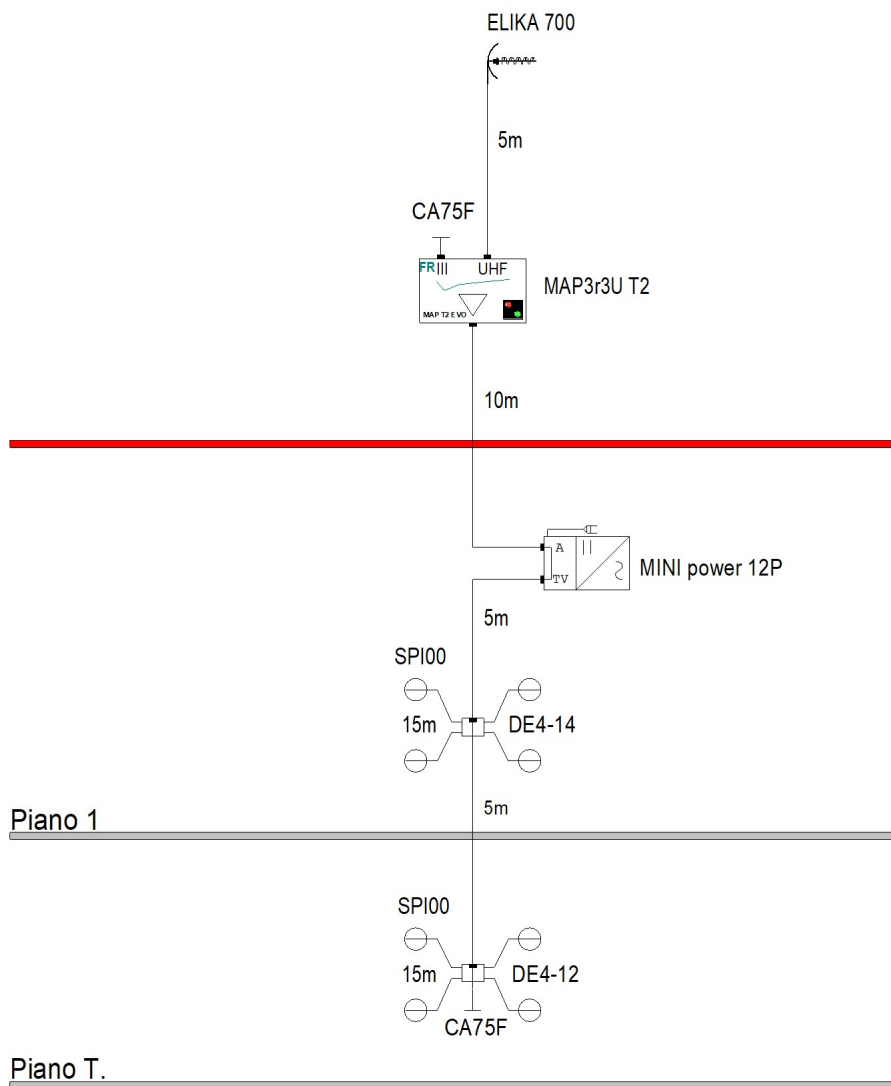 ELIKA 700
5m
CA75F
FR III UHF
MAP3r3U T2
MAP T2 EVO
10m
A
TV
MINI power 12P
5m
SPI00
15m
DE4-14
5m
Piano 1
SPI00
15m
DE4-12
CA75F
Piano T.